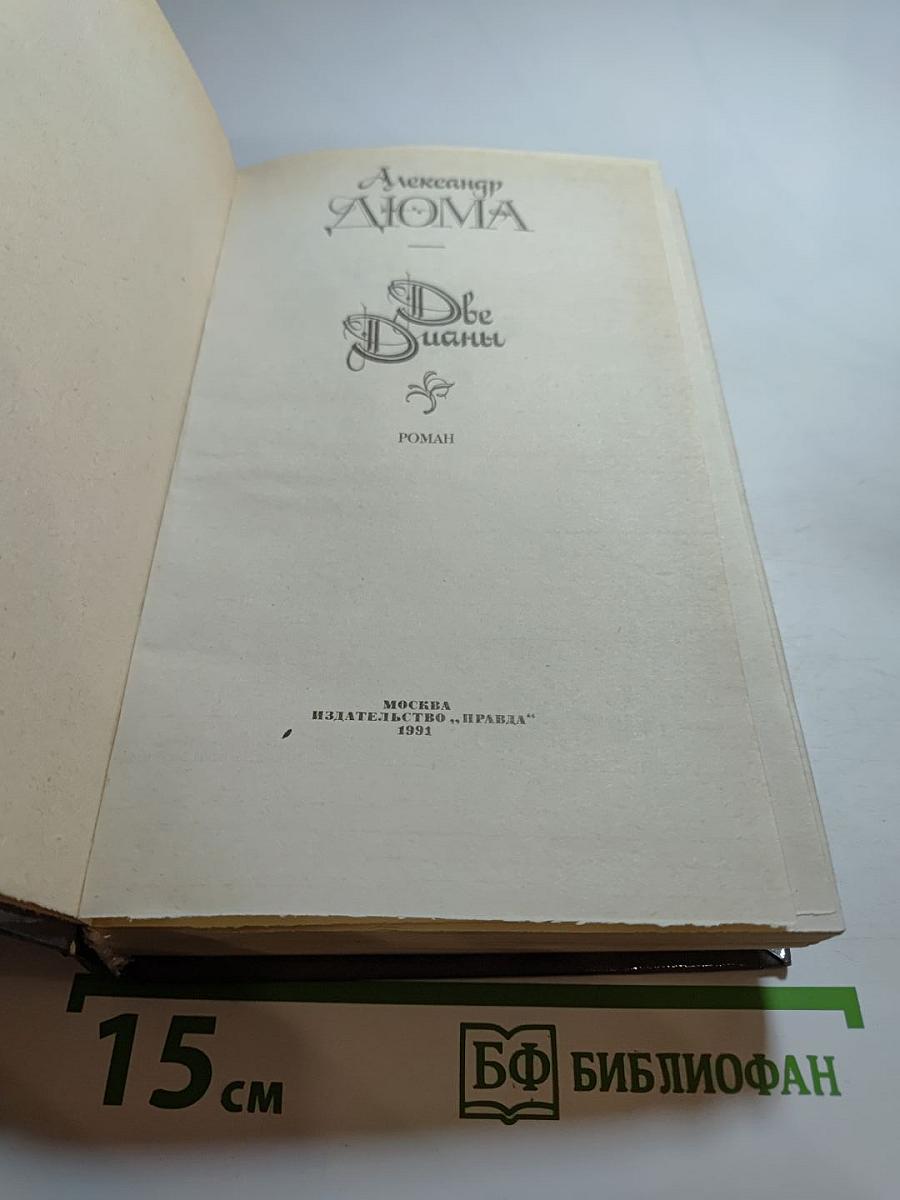 Александр
ДЮМА
Две
Дианы
РОМАН
МОСКВА
ИЗДАТЕЛЬСТВО „ПРАВДА“
1991
15 см
БФ БИБЛИОФАН